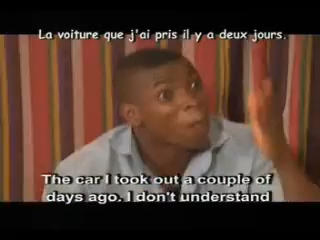 La voiture que j'ai pris il y a deux jours.
The car I took out a couple of
days ago. I don't understand